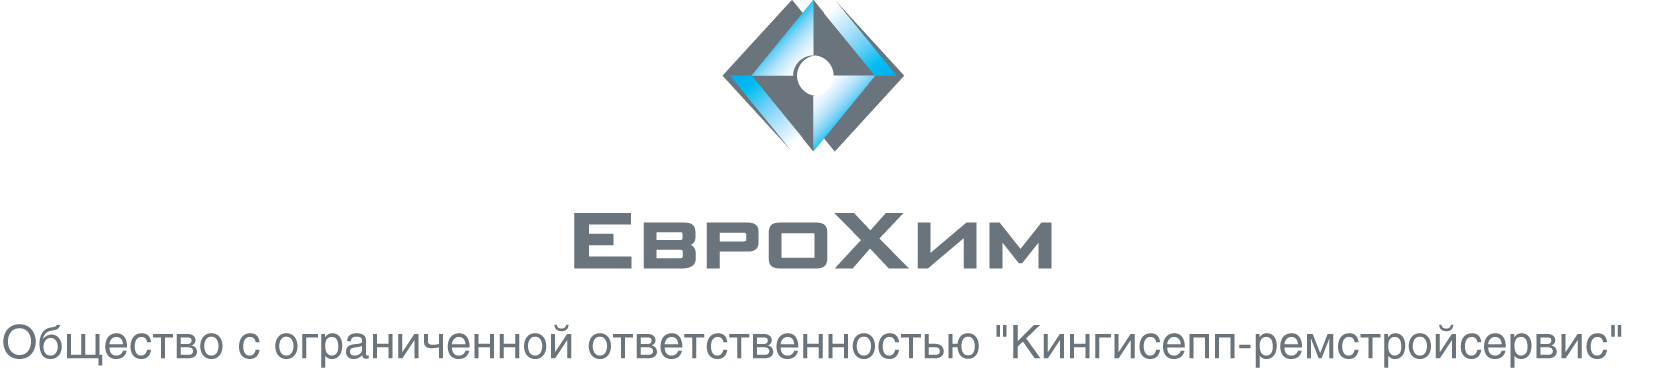 ЕвроХим
Общество с ограниченной ответственностью "Кингисепп-ремстройсервис"